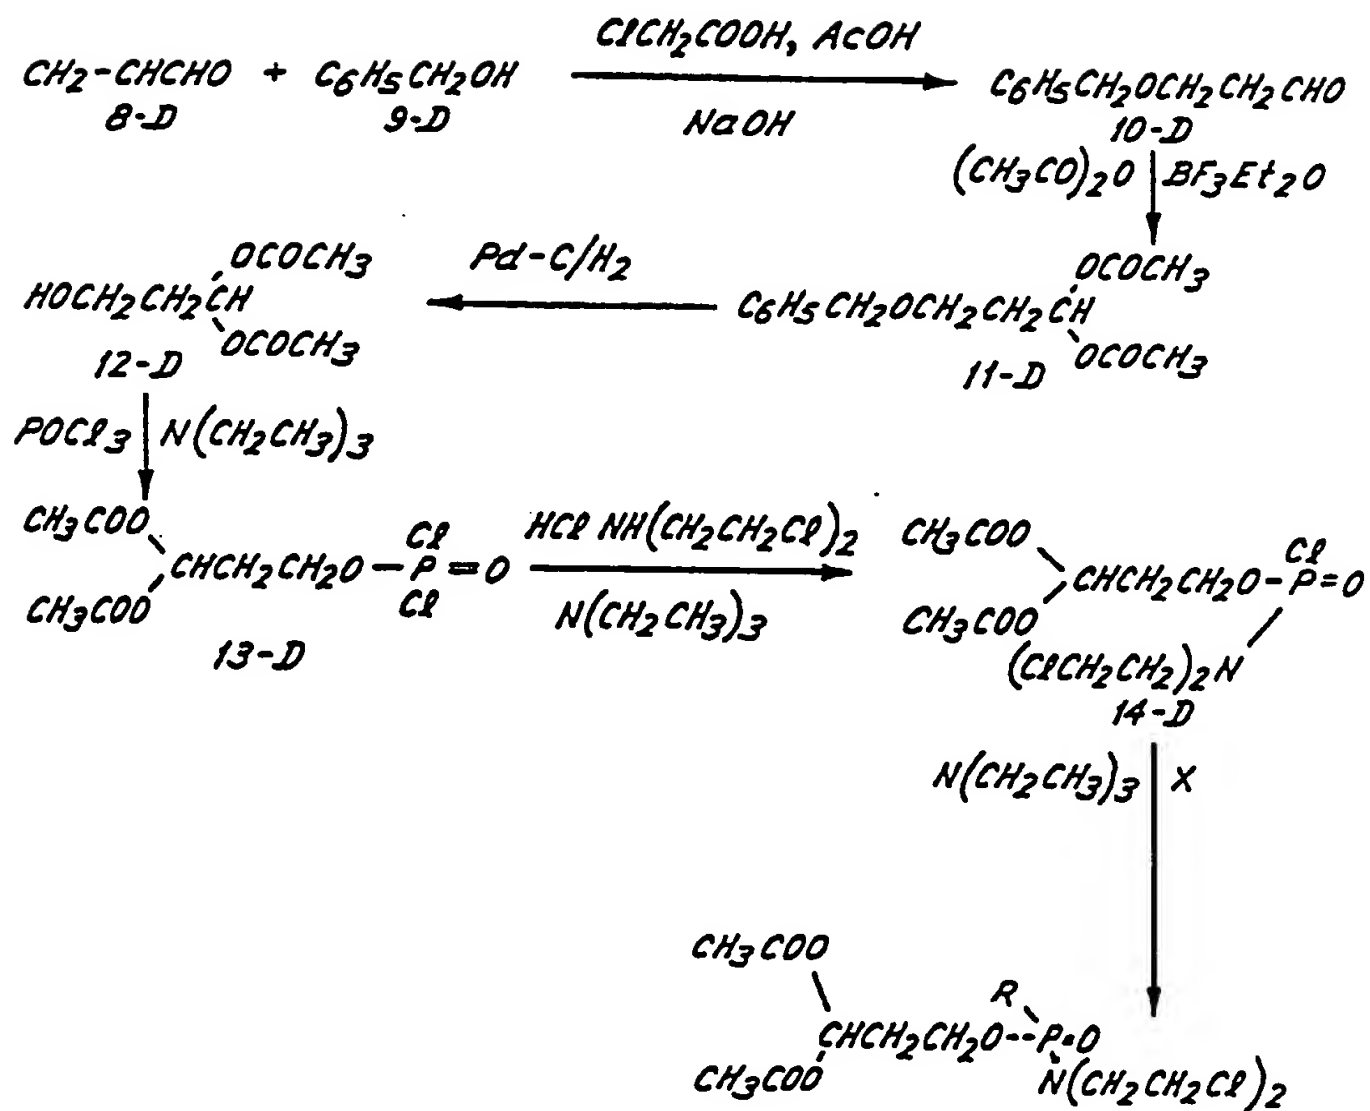 ClCH2COOH, AcOH
CH2-CHCHO + C6H5CH2OH
C6H5CH2OCH2CH2CHO
8-D
9-D
NaOH
10-D
(CH3CO)2O
BF3Et2O
OCOCH3
HOCH2CH2CH
OCOCH3
12-D
Pd-C/H2
OCOCH3
C6H5CH2OCH2CH2CH
OCOCH3
11-D
POCl3
N(CH2CH3)3
CH3COO
CHCH2CH2O-P=O
Cl
Cl
CH3COO
13-D
HCl NH(CH2CH2Cl)2
N(CH2CH3)3
CH3COO
Cl
CHCH2CH2O-P=O
CH3COO
(ClCH2CH2)2N
14-D
N(CH2CH3)3
X
CH3COO
R
CHCH2CH2O--P=O
CH3COO
N(CH2CH2Cl)2